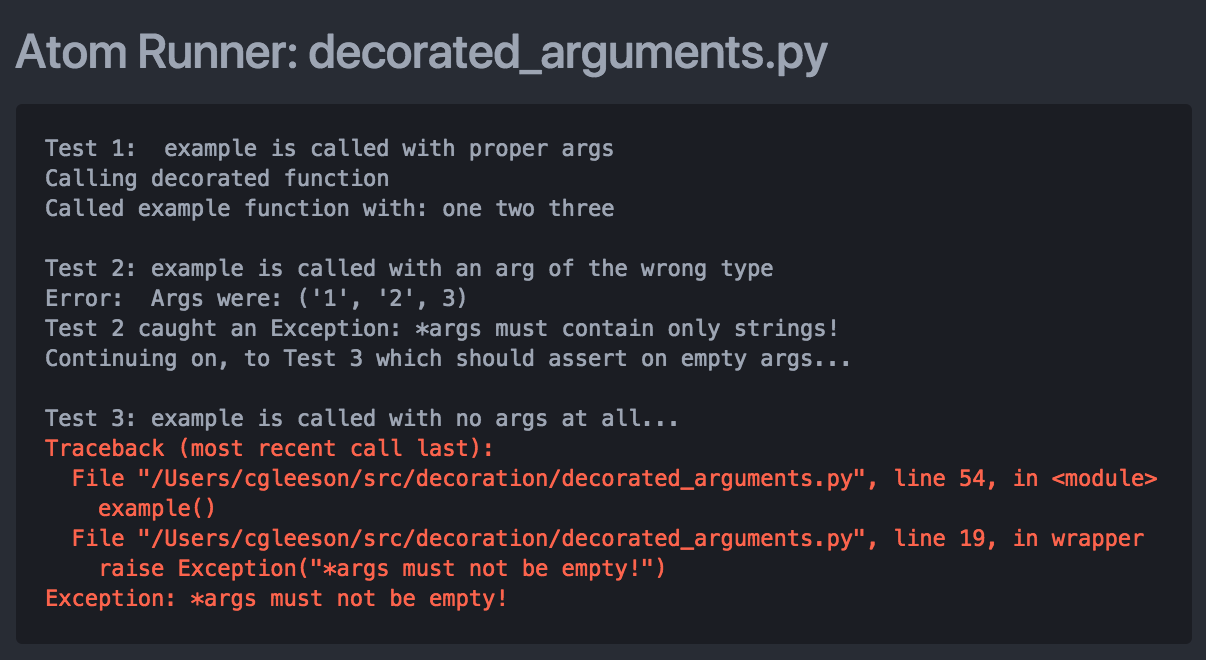 Atom Runner: decorated_arguments.py
Test 1:  example is called with proper args
Calling decorated function
Called example function with: one two three
Test 2: example is called with an arg of the wrong type
Error:  Args were: ('1', '2', 3)
Test 2 caught an Exception: *args must contain only strings!
Continuing on, to Test 3 which should assert on empty args...
Test 3: example is called with no args at all...
Traceback (most recent call last):
  File "/Users/cgleeson/src/decoration/decorated_arguments.py", line 54, in <module>
    example()
  File "/Users/cgleeson/src/decoration/decorated_arguments.py", line 19, in wrapper
    raise Exception("*args must not be empty!")
Exception: *args must not be empty!